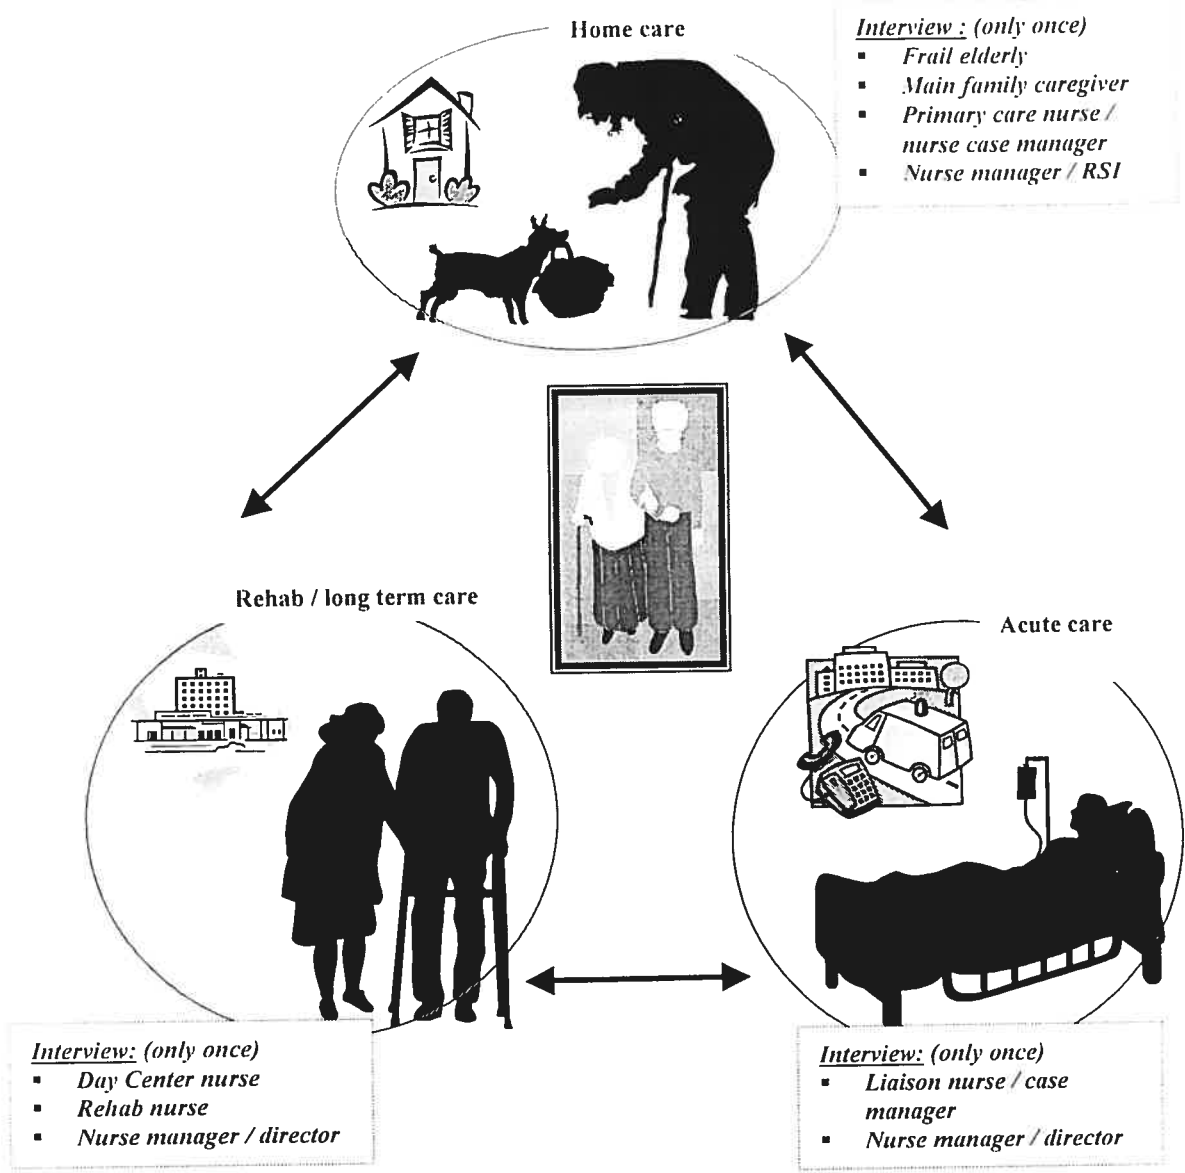 Home care
Interview : (only once)
▪ Frail elderly
▪ Main family caregiver
▪ Primary care nurse /
nurse case manager
▪ Nurse manager / RSI
Rehab / long term care
Acute care
H
Interview: (only once)
▪ Day Center nurse
▪ Rehab nurse
▪ Nurse manager / director
Interview: (only once)
▪ Liaison nurse / case
manager
▪ Nurse manager / director